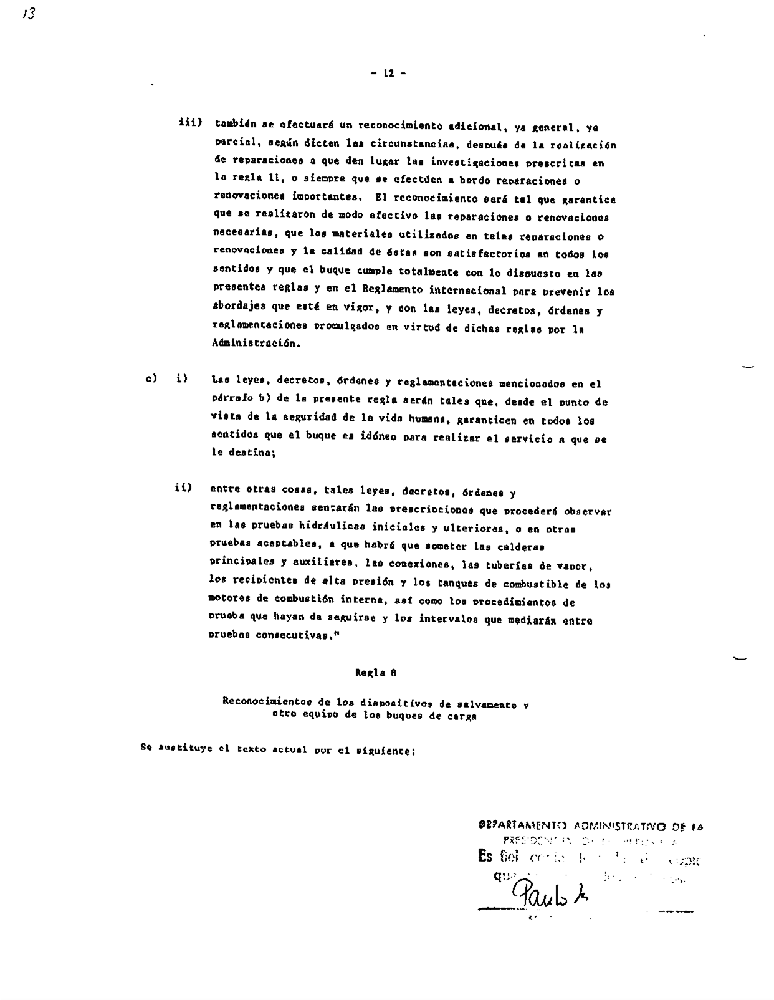 13
- 12 -
iii) también se efectuará un reconocimiento adicional, ya general, ya
parcial, según dicten las circunstancias, después de la realización
de reparaciones a que den lugar las investigaciones prescritas en
la regla 11, o siempre que se efectúen a bordo reparaciones o
renovaciones importantes. El reconocimiento será tal que garantice
que se realizaron de modo efectivo las reparaciones o renovaciones
necesarias, que los materiales utilizados en tales reparaciones o
renovaciones y la calidad de éstas son satisfactorios en todos los
sentidos y que el buque cumple totalmente con lo dispuesto en las
presentes reglas y en el Reglamento internacional para prevenir los
abordajes que esté en vigor, y con las leyes, decretos, órdenes y
reglamentaciones promulgados en virtud de dichas reglas por la
Administración.
c) i) Las leyes, decretos, órdenes y reglamentaciones mencionados en el
párrafo b) de la presente regla serán tales que, desde el punto de
vista de la seguridad de la vida humana, garanticen en todos los
sentidos que el buque es idóneo para realizar el servicio a que se
le destina;
ii) entre otras cosas, tales leyes, decretos, órdenes y
reglamentaciones sentarán las prescripciones que procederá observar
en las pruebas hidráulicas iniciales y ulteriores, o en otras
pruebas aceptables, a que habrá que someter las calderas
principales y auxiliares, las conexiones, las tuberías de vapor,
los recipientes de alta presión y los tanques de combustible de los
motores de combustión interna, así como los procedimientos de
prueba que hayan de seguirse y los intervalos que mediarán entre
pruebas consecutivas."
Regla 8
Reconocimientos de los dispositivos de salvamento y
otro equipo de los buques de carga
Se sustituye el texto actual por el siguiente:
DEPARTAMENTO ADMINISTRATIVO DE LA
Es fiel
que